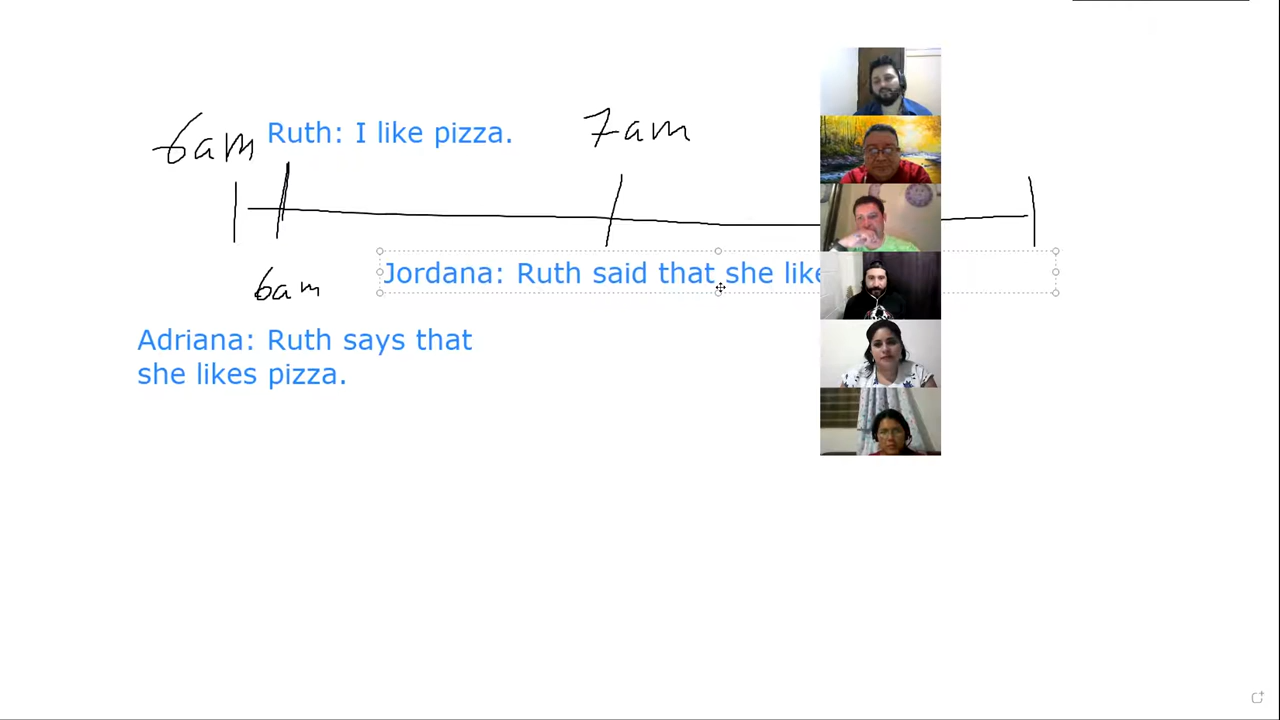 6am Ruth: I like pizza. 7am
Jordana: Ruth said that she like
6am
Adriana: Ruth says that
she likes pizza.